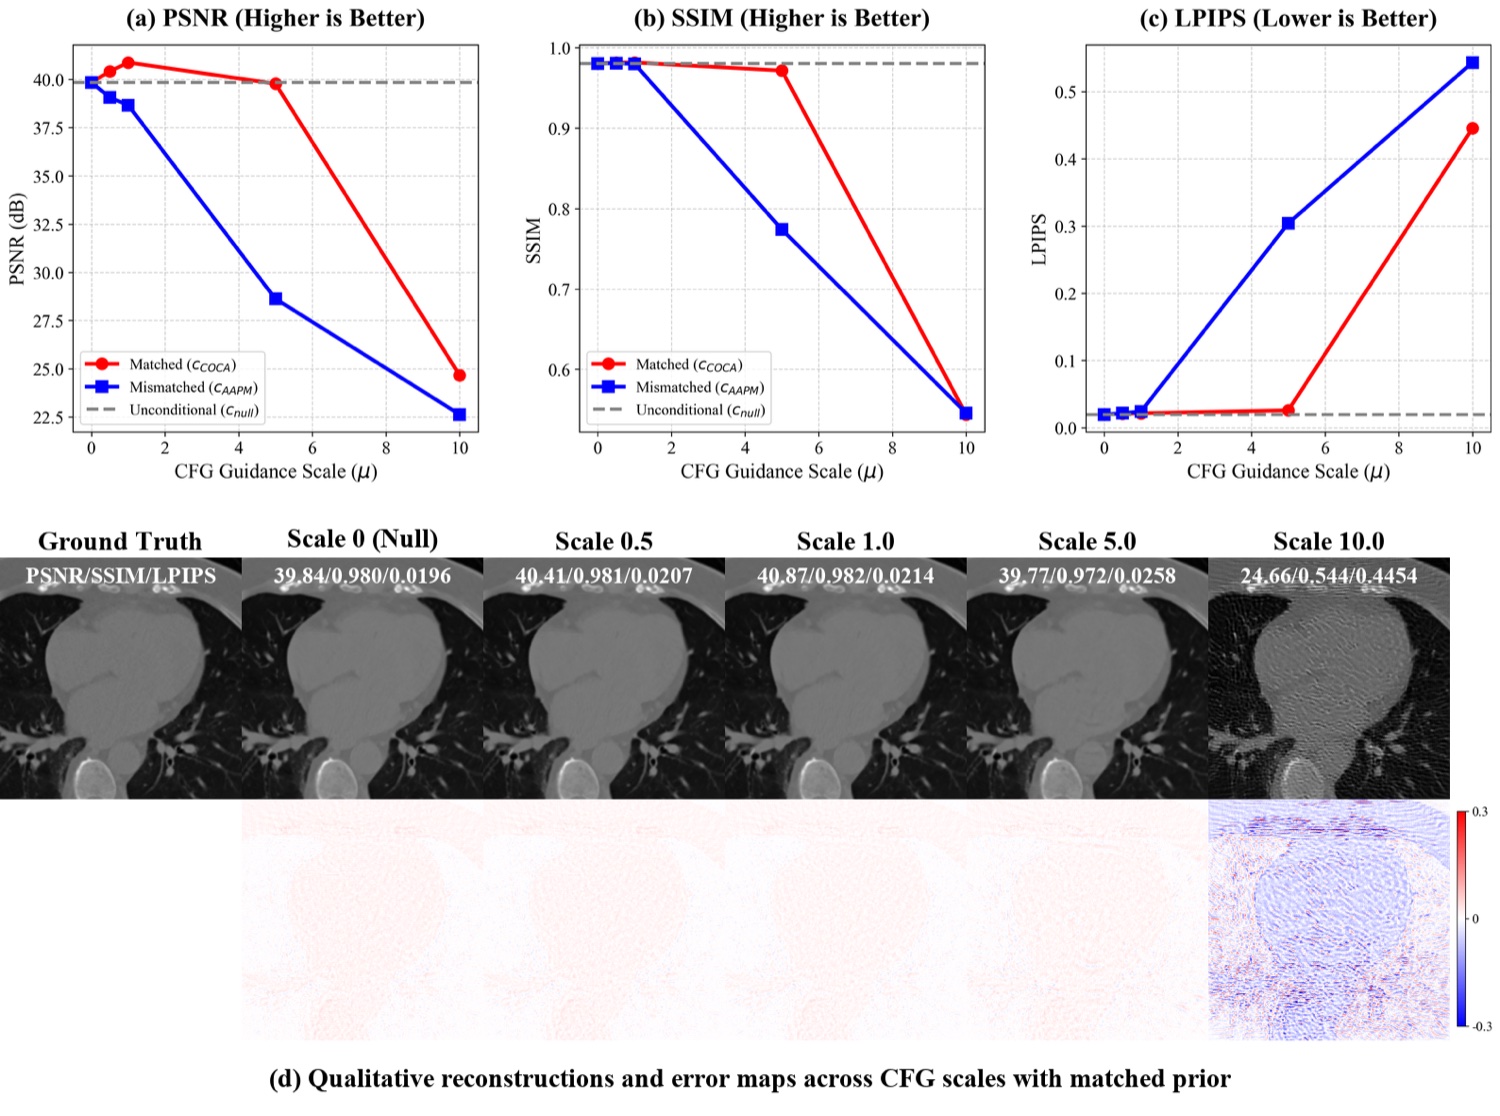 (a) PSNR (Higher is Better)
PSNR (dB)
40.0
37.5
35.0
32.5
30.0
27.5
25.0
22.5
Matched (c_COCA)
Mismatched (c_AAPM)
Unconditional (c_null)
0 2 4 6 8 10
CFG Guidance Scale (μ)
(b) SSIM (Higher is Better)
SSIM
1.0
0.9
0.8
0.7
0.6
Matched (c_COCA)
Mismatched (c_AAPM)
Unconditional (c_null)
0 2 4 6 8 10
CFG Guidance Scale (μ)
(c) LPIPS (Lower is Better)
LPIPS
0.5
0.4
0.3
0.2
0.1
0.0
0 2 4 6 8 10
CFG Guidance Scale (μ)
Ground Truth Scale 0 (Null) Scale 0.5 Scale 1.0 Scale 5.0 Scale 10.0
PSNR/SSIM/LPIPS 39.84/0.980/0.0196 40.41/0.981/0.0207 40.87/0.982/0.0214 39.77/0.972/0.0258 24.66/0.544/0.4454
0.3
0
-0.3
(d) Qualitative reconstructions and error maps across CFG scales with matched prior